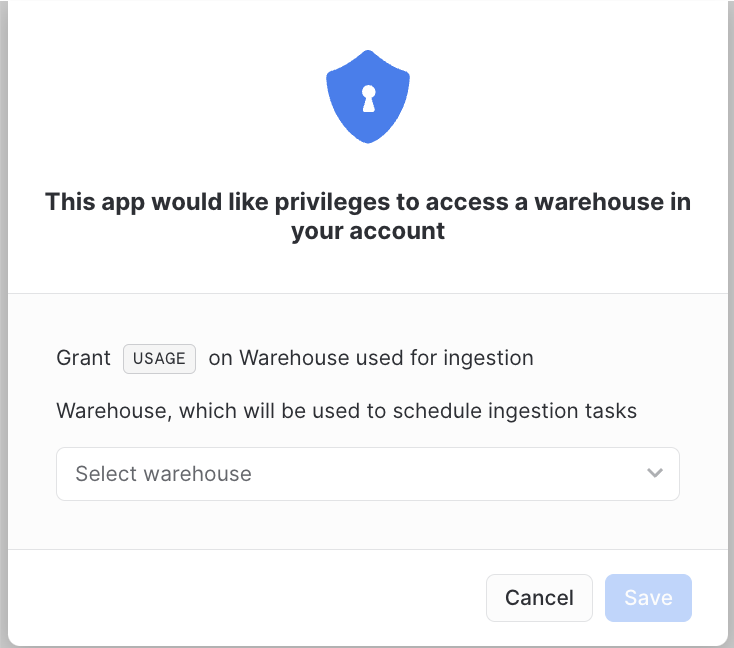 This app would like privileges to access a warehouse in
your account
Grant USAGE on Warehouse used for ingestion
Warehouse, which will be used to schedule ingestion tasks
Select warehouse
Cancel Save